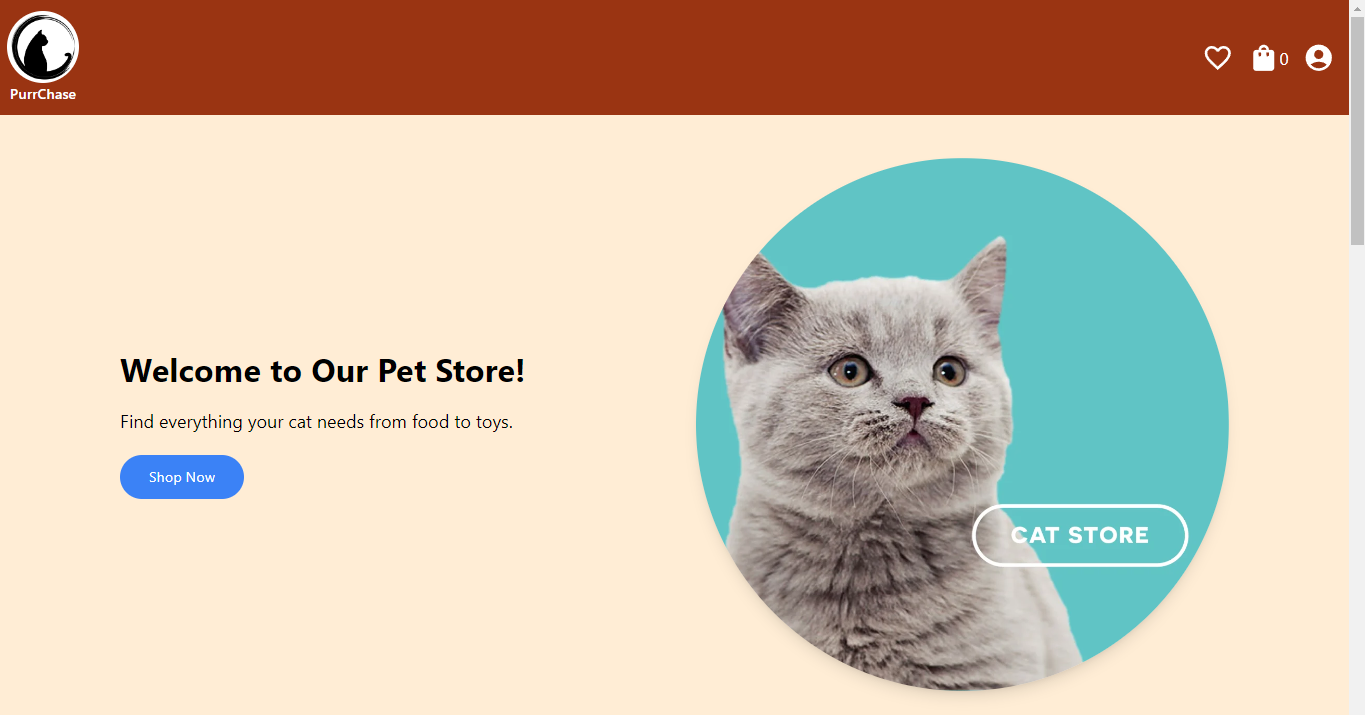 PurrChase
0
Welcome to Our Pet Store!
Find everything your cat needs from food to toys.
Shop Now
CAT STORE